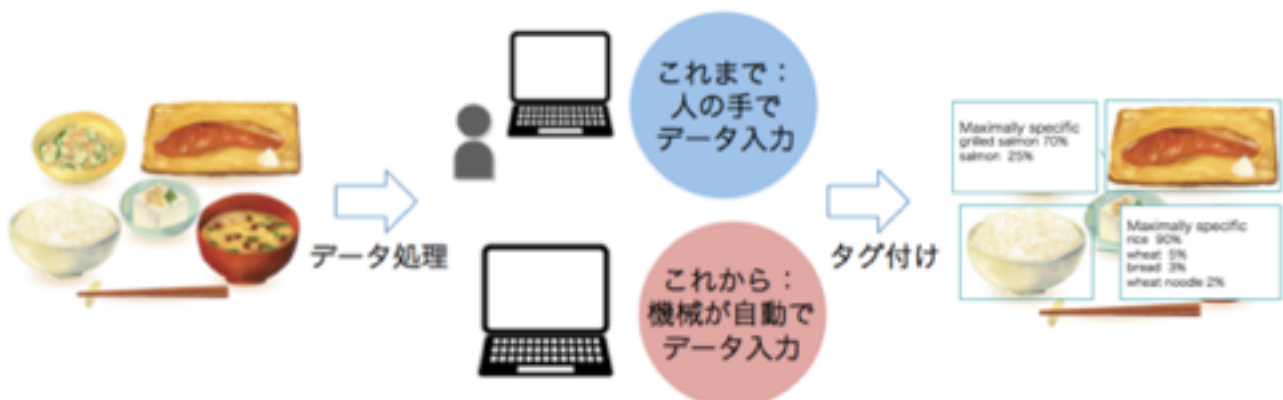 データ処理
これまで：
人の手で
データ入力
これから：
機械が自動で
データ入力
タグ付け
Maximally specific
grilled salmon 70%
salmon 25%
Maximally specific
rice 90%
wheat 5%
bread 3%
wheat noodle 2%